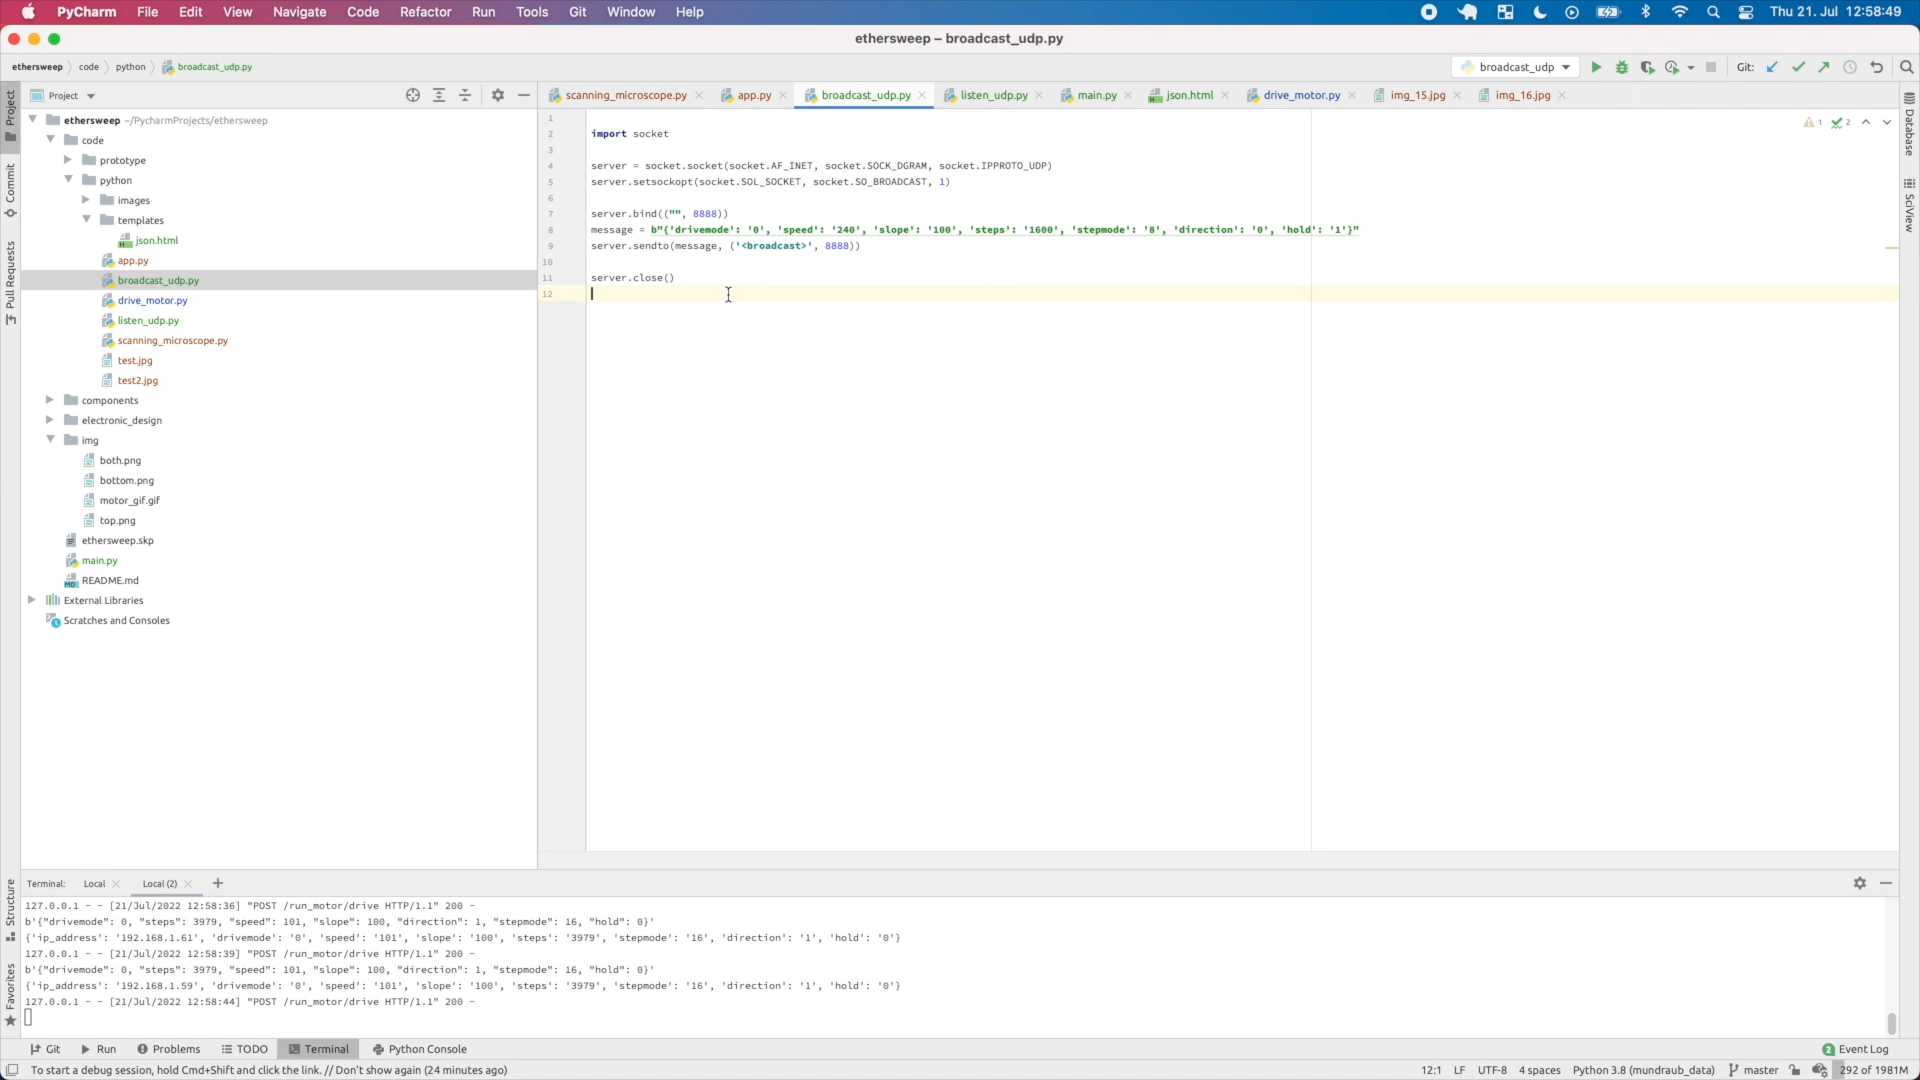 PyCharm File Edit View Navigate Code Refactor Run Tools Git Window Help Thu 21. Jul 12:58:49
ethersweep – broadcast_udp.py
ethersweep code python broadcast_udp.py broadcast_udp Git:
Project scanning_microscope.py app.py broadcast_udp.py listen_udp.py main.py json.html drive_motor.py img_15.jpg img_16.jpg
Project
Commit
Pull Requests
Structure
Favorites
Database
SciView
ethersweep ~/PycharmProjects/ethersweep
code
prototype
python
images
templates
json.html
app.py
broadcast_udp.py
drive_motor.py
listen_udp.py
scanning_microscope.py
test.jpg
test2.jpg
components
electronic_design
img
both.png
bottom.png
motor_gif.gif
top.png
ethersweep.skp
main.py
README.md
External Libraries
Scratches and Consoles
1 2
1
2 import socket
3
4 server = socket.socket(socket.AF_INET, socket.SOCK_DGRAM, socket.IPPROTO_UDP)
5 server.setsockopt(socket.SOL_SOCKET, socket.SO_BROADCAST, 1)
6
7 server.bind(("", 8888))
8 message = b"{'drivemode': '0', 'speed': '240', 'slope': '100', 'steps': '1600', 'stepmode': '8', 'direction': '0', 'hold': '1'}"
9 server.sendto(message, ('<broadcast>', 8888))
10
11 server.close()
12
Terminal: Local Local (2) +
127.0.0.1 - - [21/Jul/2022 12:58:36] "POST /run_motor/drive HTTP/1.1" 200 -
b'{"drivemode": 0, "steps": 3979, "speed": 101, "slope": 100, "direction": 1, "stepmode": 16, "hold": 0}'
{'ip_address': '192.168.1.61', 'drivemode': '0', 'speed': '101', 'slope': '100', 'steps': '3979', 'stepmode': '16', 'direction': '1', 'hold': '0'}
127.0.0.1 - - [21/Jul/2022 12:58:39] "POST /run_motor/drive HTTP/1.1" 200 -
b'{"drivemode": 0, "steps": 3979, "speed": 101, "slope": 100, "direction": 1, "stepmode": 16, "hold": 0}'
{'ip_address': '192.168.1.59', 'drivemode': '0', 'speed': '101', 'slope': '100', 'steps': '3979', 'stepmode': '16', 'direction': '1', 'hold': '0'}
127.0.0.1 - - [21/Jul/2022 12:58:44] "POST /run_motor/drive HTTP/1.1" 200 -
Git Run Problems TODO Terminal Python Console 2 Event Log
To start a debug session, hold Cmd+Shift and click the link. // Don't show again (24 minutes ago) 12:1 LF UTF-8 4 spaces Python 3.8 (mundraub_data) master 292 of 1981M